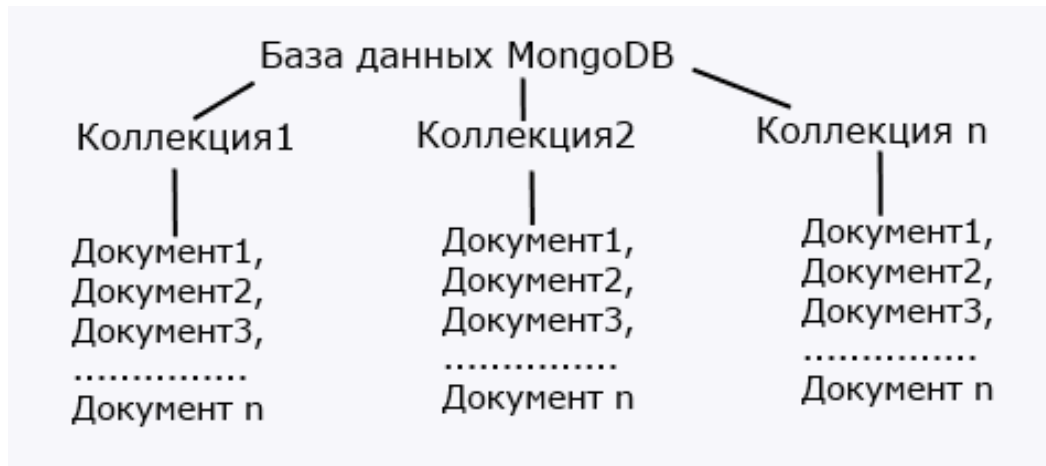 База данных MongoDB
Коллекция1
Коллекция2
Коллекция n
Документ1,
Документ2,
Документ3,
...............
Документ n
Документ1,
Документ2,
Документ3,
...............
Документ n
Документ1,
Документ2,
Документ3,
...............
Документ n